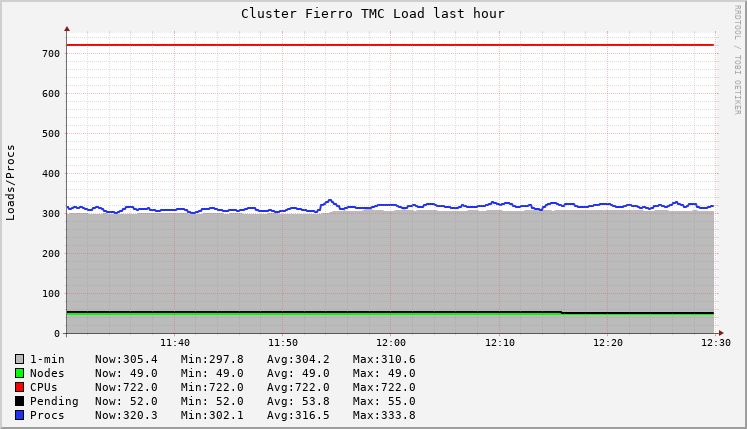 Cluster Fierro TMC Load last hour
RRDTOOL / TOBI OETIKER
Loads/Procs
700
600
500
400
300
200
100
0
11:40 11:50 12:00 12:10 12:20 12:30
1-min Now:305.4 Min:297.8 Avg:304.2 Max:310.6
Nodes Now: 49.0 Min: 49.0 Avg: 49.0 Max: 49.0
CPUs Now:722.0 Min:722.0 Avg:722.0 Max:722.0
Pending Now: 52.0 Min: 52.0 Avg: 53.8 Max: 55.0
Procs Now:320.3 Min:302.1 Avg:316.5 Max:333.8